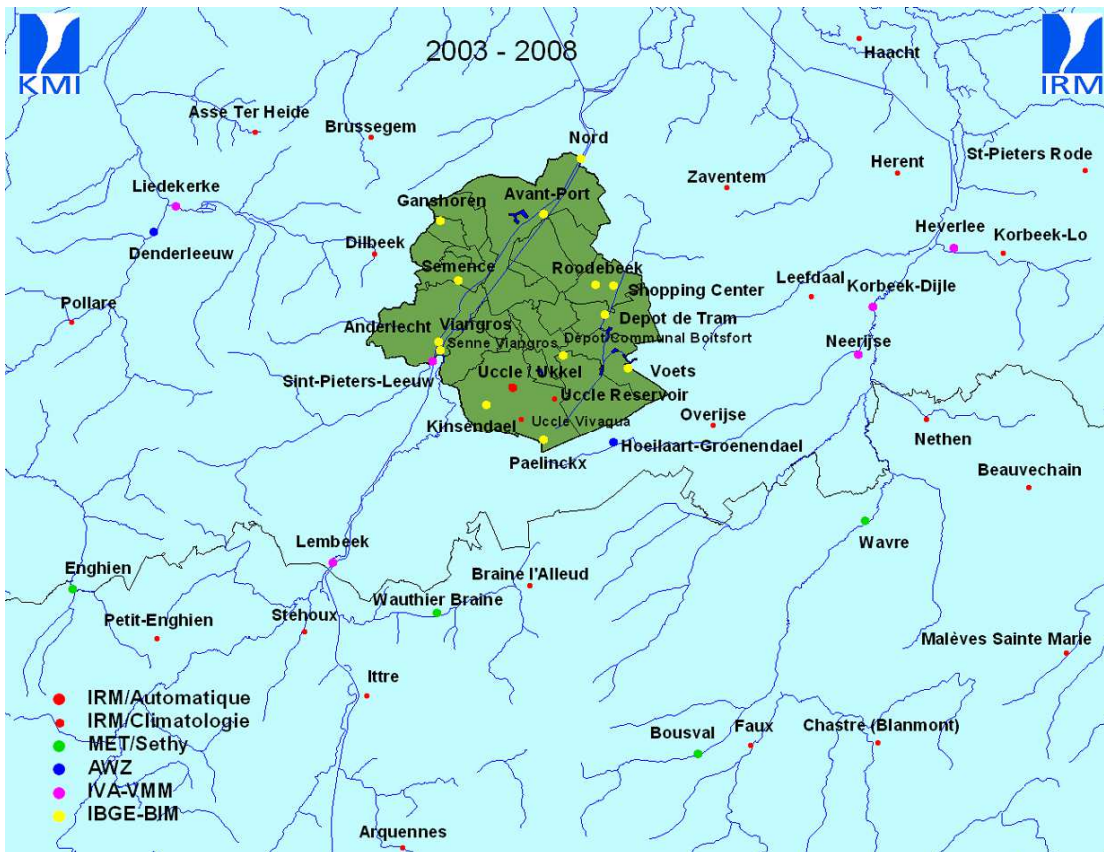 KMI
2003 - 2008
IRM
Haacht
Asse Ter Heide
Brussegem
Nord
Zaventem
Herent
St-Pieters Rode
Liedekerke
Ganshoren
Avant-Port
Denderleeuw
Dilbeek
Heverlee
Korbeek-Lo
Semence
Roodebeek
Leefdaal
Shopping Center
Korbeek-Dijle
Pollare
Anderlecht
Viangros
Depot de Tram
Senne Viangros
Dépot Communal Boitsfort
Neerijse
Sint-Pieters-Leeuw
Uccle / Ukkel
Voets
Uccle Reservoir
Kinsendael
Uccle Vivaqua
Overijse
Nethen
Paelinckx
Hoeilaart-Groenendael
Beauvechain
Wavre
Lembeek
Enghien
Braine l'Alleud
Wauthier Braine
Petit-Enghien
Stehoux
Malèves Sainte Marie
Ittre
Bousval
Faux
Chastre (Blanmont)
Arquennes
IRM/Automatique
IRM/Climatologie
MET/Sethy
AWZ
IVA-VMM
IBGE-BIM